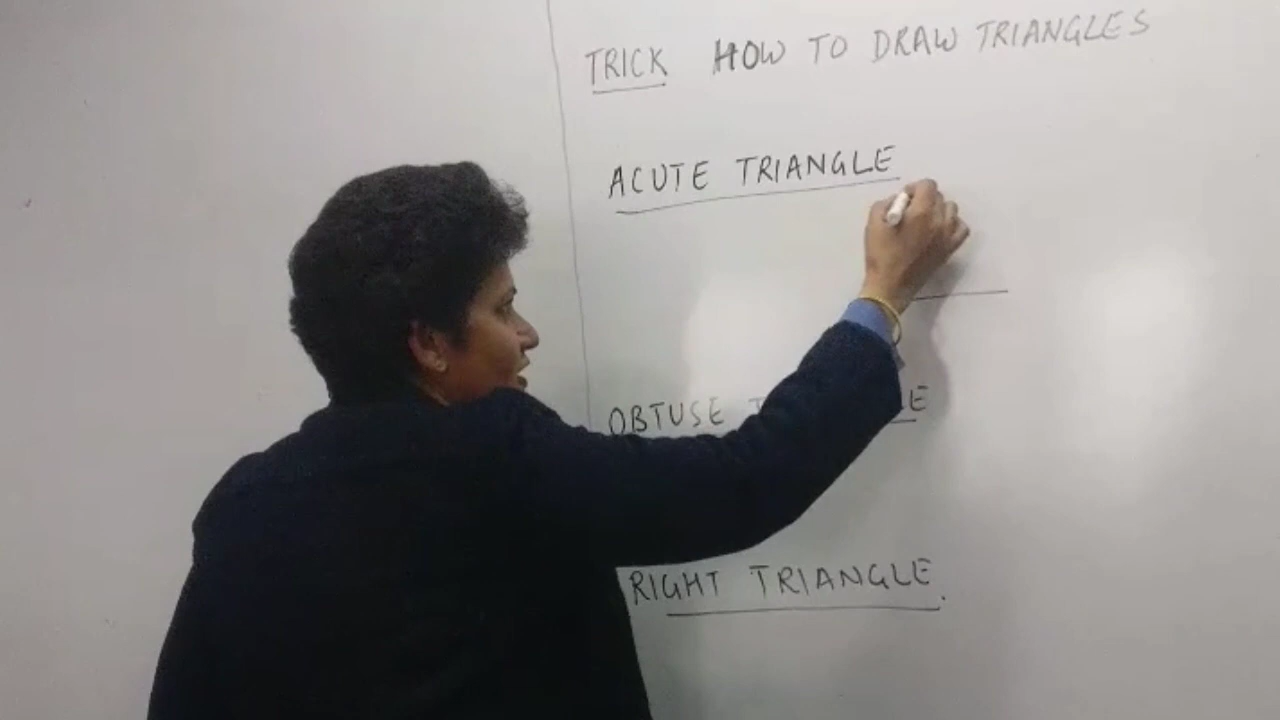 TRICK HOW TO DRAW TRIANGLES
ACUTE TRIANGLE
OBTUSE
RIGHT TRIANGLE.